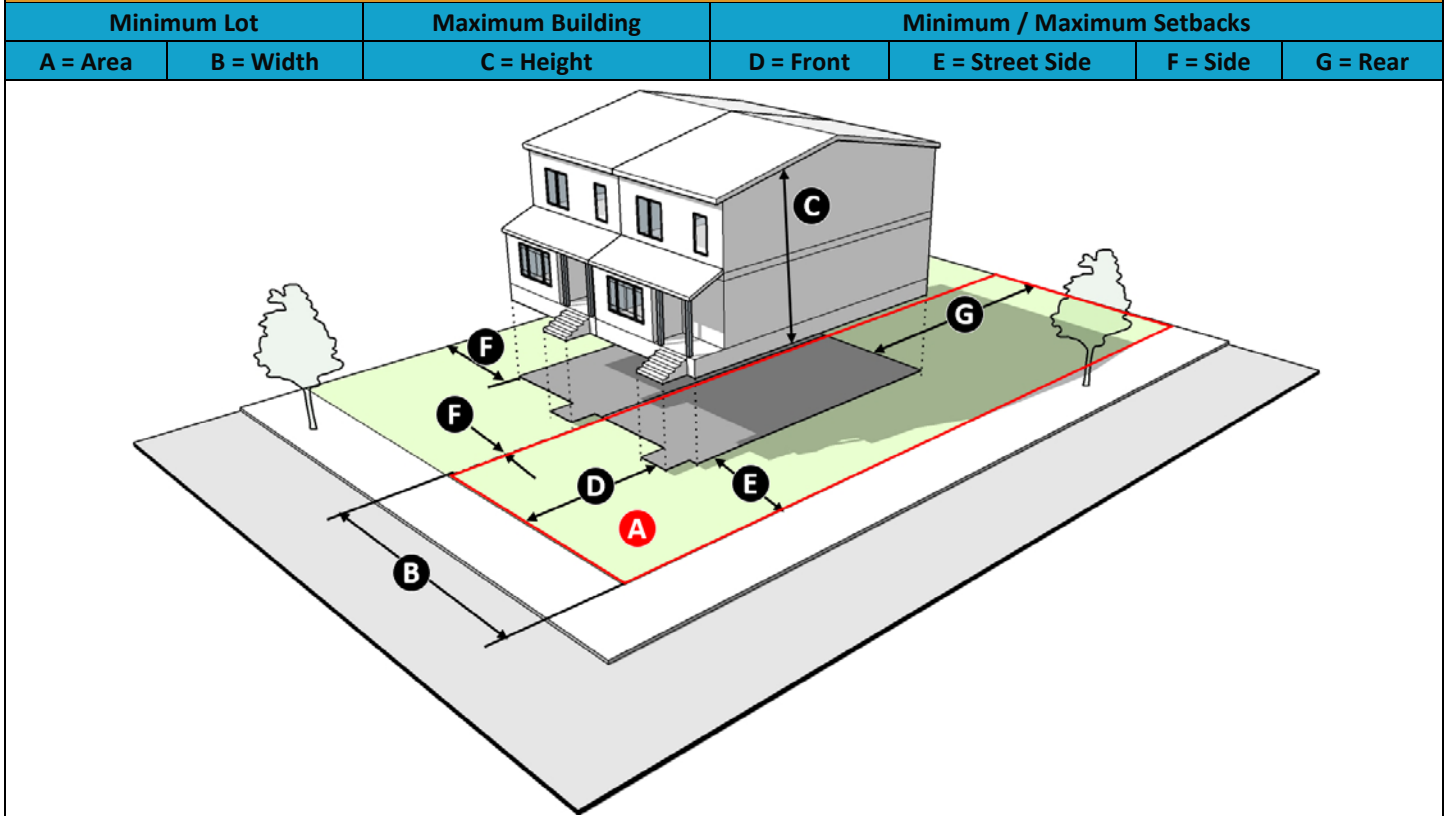 Minimum Lot Maximum Building Minimum / Maximum Setbacks
A = Area B = Width C = Height D = Front E = Street Side F = Side G = Rear
C
G
F
F
D
E
A
B